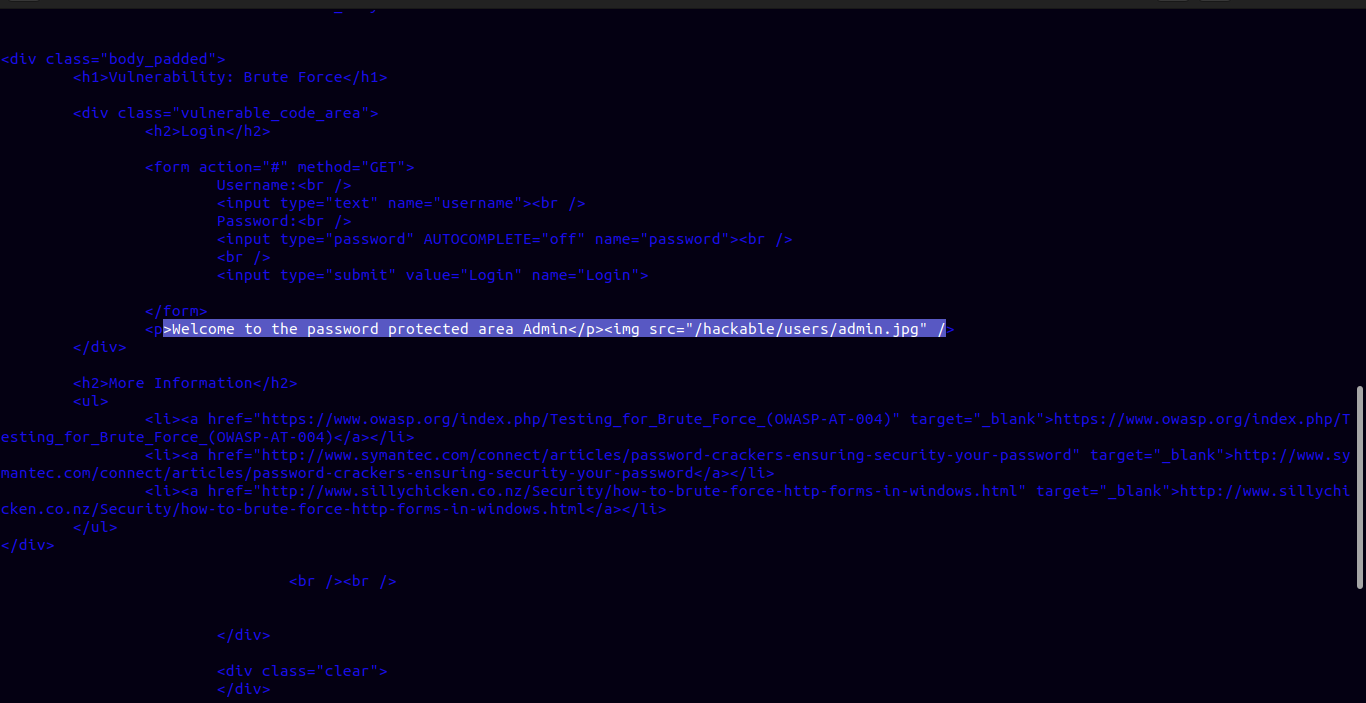 <div class="body_padded">
<h1>Vulnerability: Brute Force</h1>
<div class="vulnerable_code_area">
<h2>Login</h2>
<form action="#" method="GET">
Username:<br />
<input type="text" name="username"><br />
Password:<br />
<input type="password" AUTOCOMPLETE="off" name="password"><br />
<br />
<input type="submit" value="Login" name="Login">
</form>
<p>Welcome to the password protected area Admin</p><img src="/hackable/users/admin.jpg" />
</div>
<h2>More Information</h2>
<ul>
<li><a href="https://www.owasp.org/index.php/Testing_for_Brute_Force_(OWASP-AT-004)" target="_blank">https://www.owasp.org/index.php/T
esting_for_Brute_Force_(OWASP-AT-004)</a></li>
<li><a href="http://www.symantec.com/connect/articles/password-crackers-ensuring-security-your-password" target="_blank">http://www.sy
mantec.com/connect/articles/password-crackers-ensuring-security-your-password</a></li>
<li><a href="http://www.sillychicken.co.nz/Security/how-to-brute-force-http-forms-in-windows.html" target="_blank">http://www.sillychi
cken.co.nz/Security/how-to-brute-force-http-forms-in-windows.html</a></li>
</ul>
</div>
<br /><br />
</div>
<div class="clear">
</div>